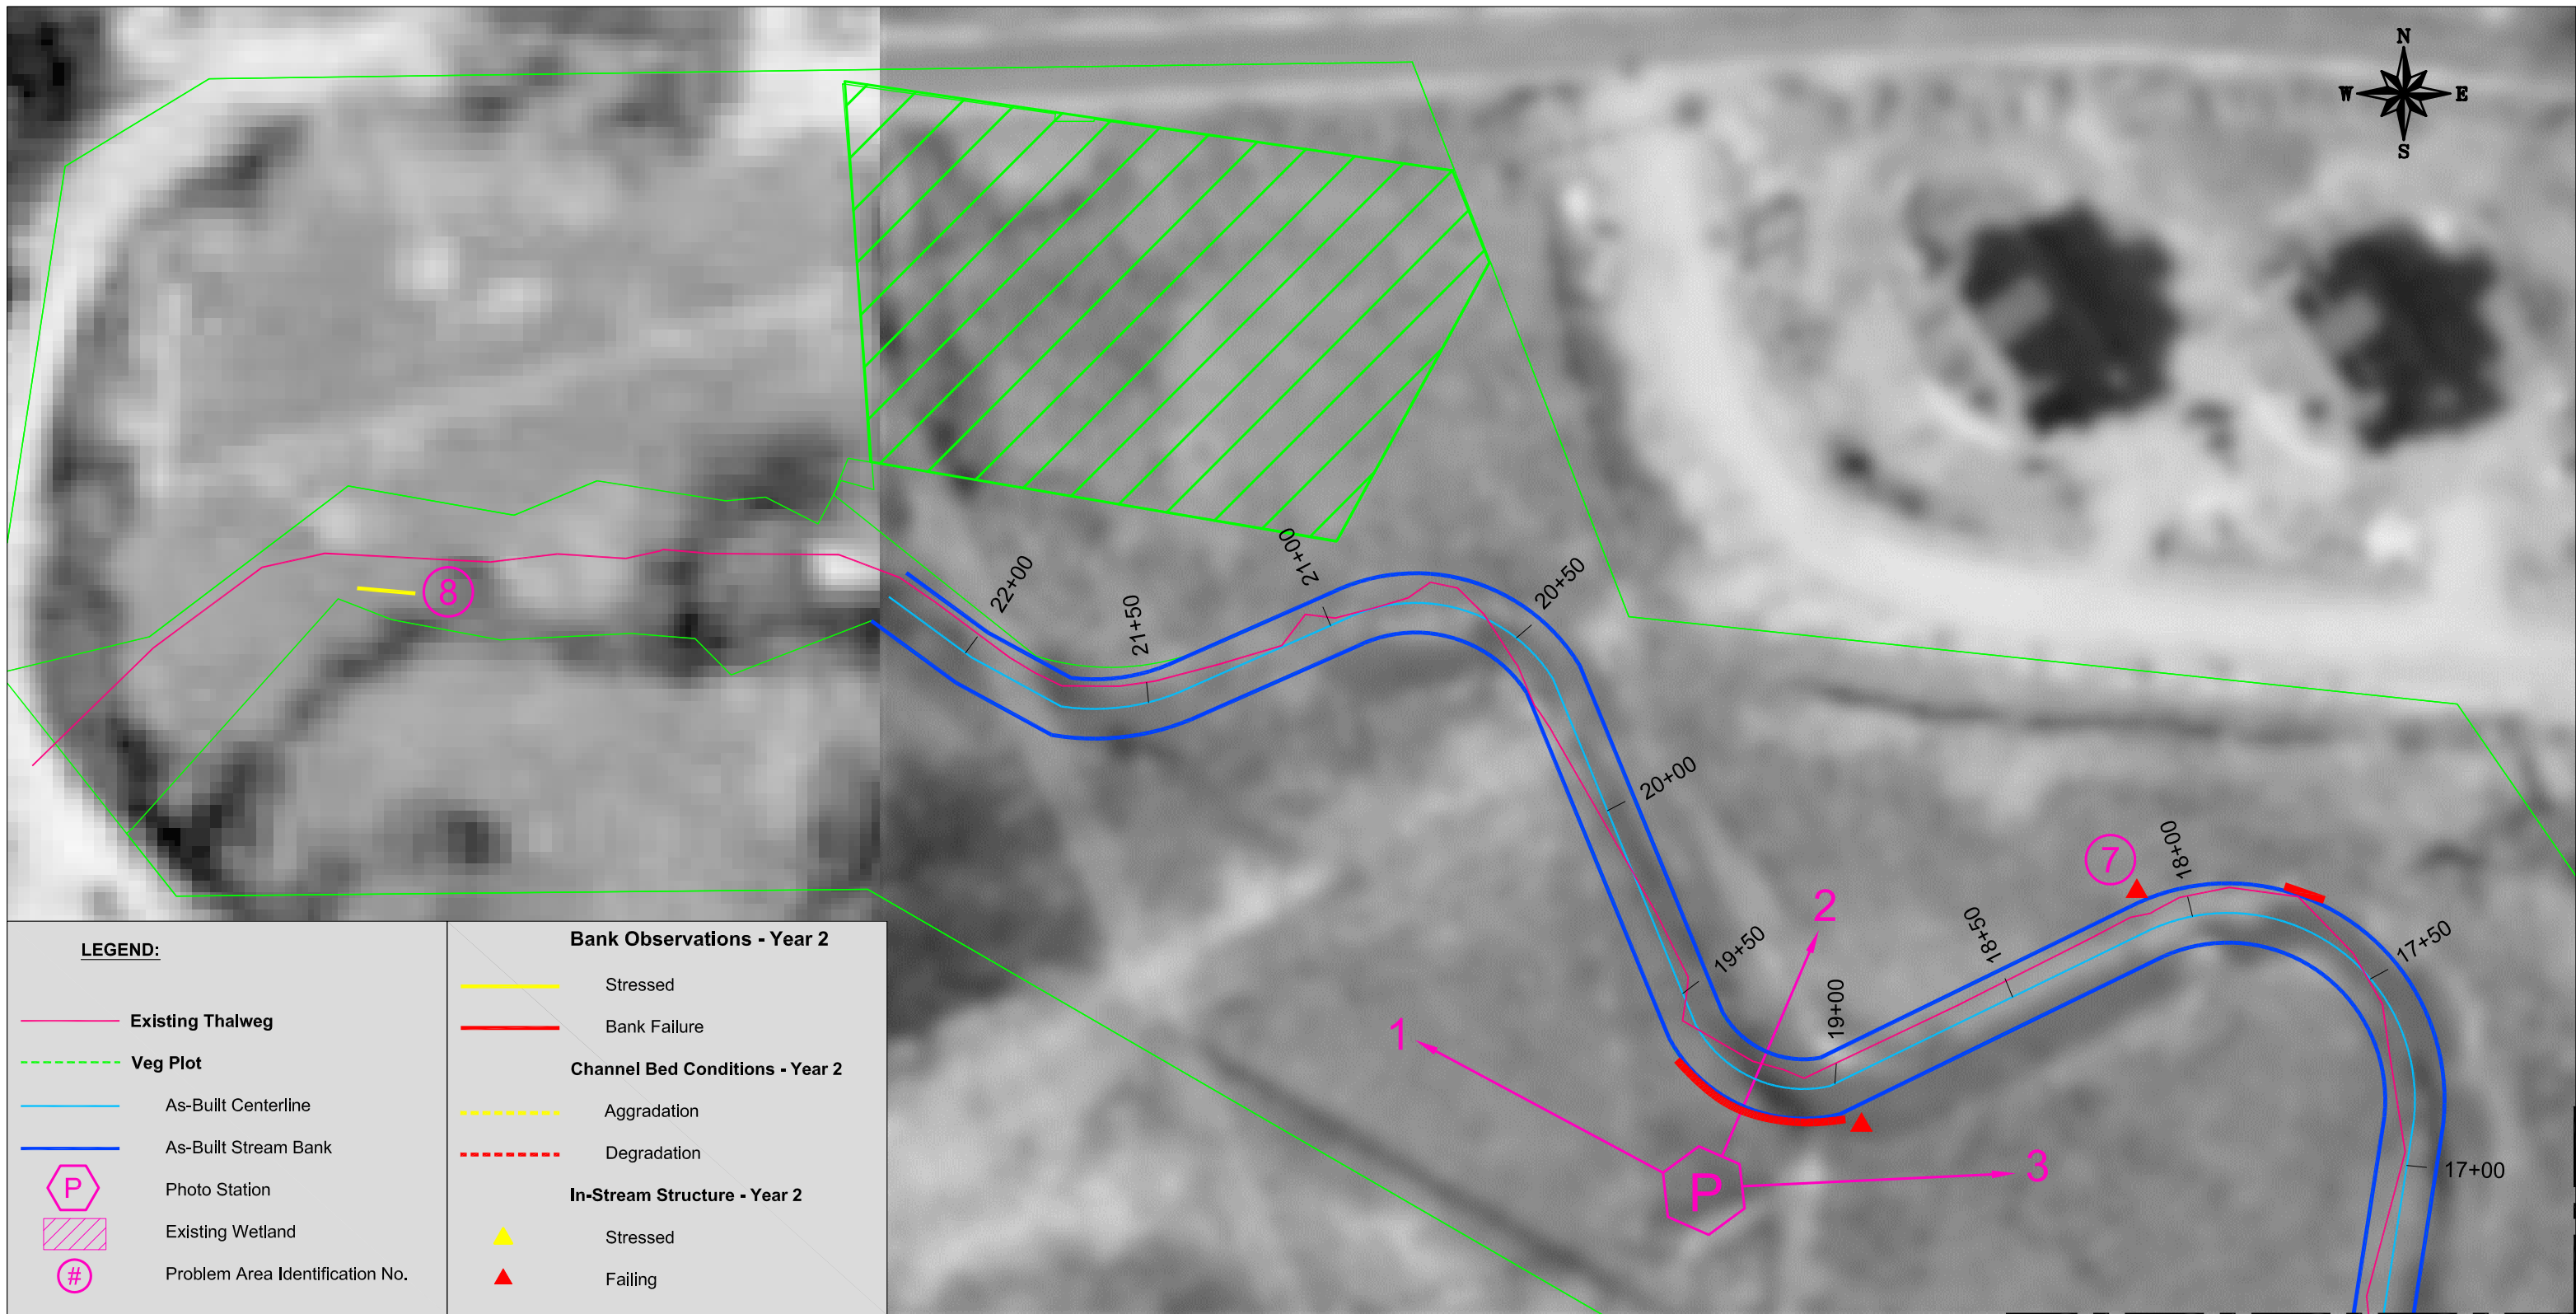 N
W E
S
22+00
21+50
21+00
20+50
20+00
19+50
19+00
18+50
18+00
17+50
17+00
8
7
1
2
3
P
LEGEND:
Existing Thalweg
Veg Plot
As-Built Centerline
As-Built Stream Bank
P Photo Station
Existing Wetland
# Problem Area Identification No.
Bank Observations - Year 2
Stressed
Bank Failure
Channel Bed Conditions - Year 2
Aggradation
Degradation
In-Stream Structure - Year 2
Stressed
Failing